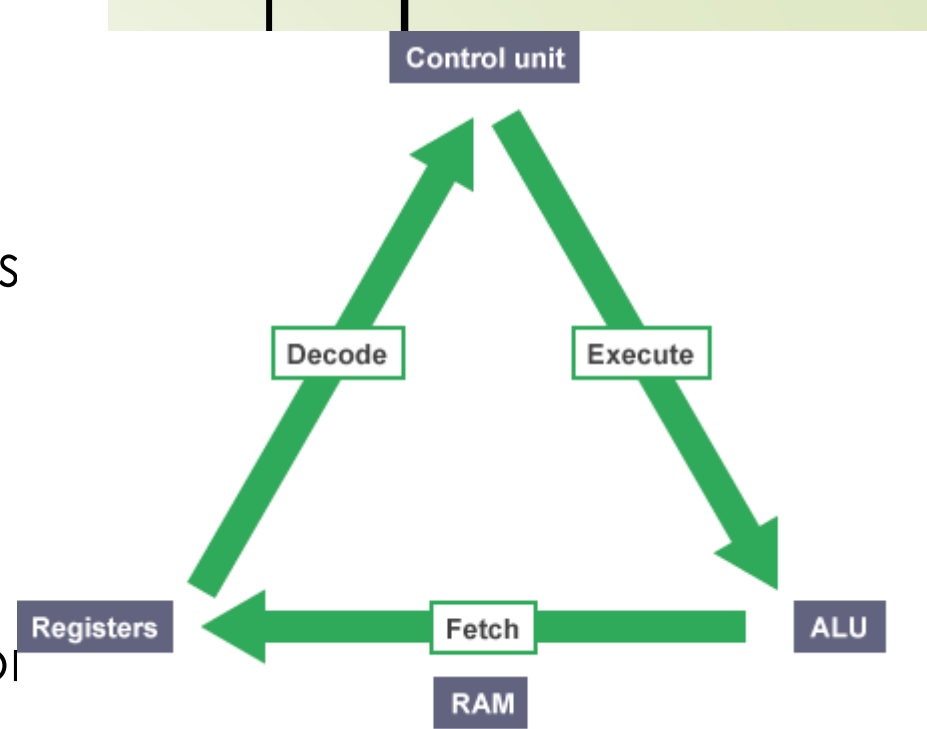 Control unit
s
Decode
Execute
Registers
Fetch
ALU
RAM